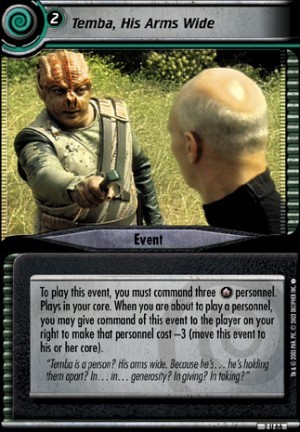 2
Temba, His Arms Wide
Event
To play this event, you must command three personnel.
Plays in your core. When you are about to play a personnel,
you may give command of this event to the player on your
right to make that personnel cost -3 (move this event to
his or her core).
"Temba is a person? His arms wide. Because he's... he's holding
them apart? In... in... generosity? In giving? In taking?"
2 U 66